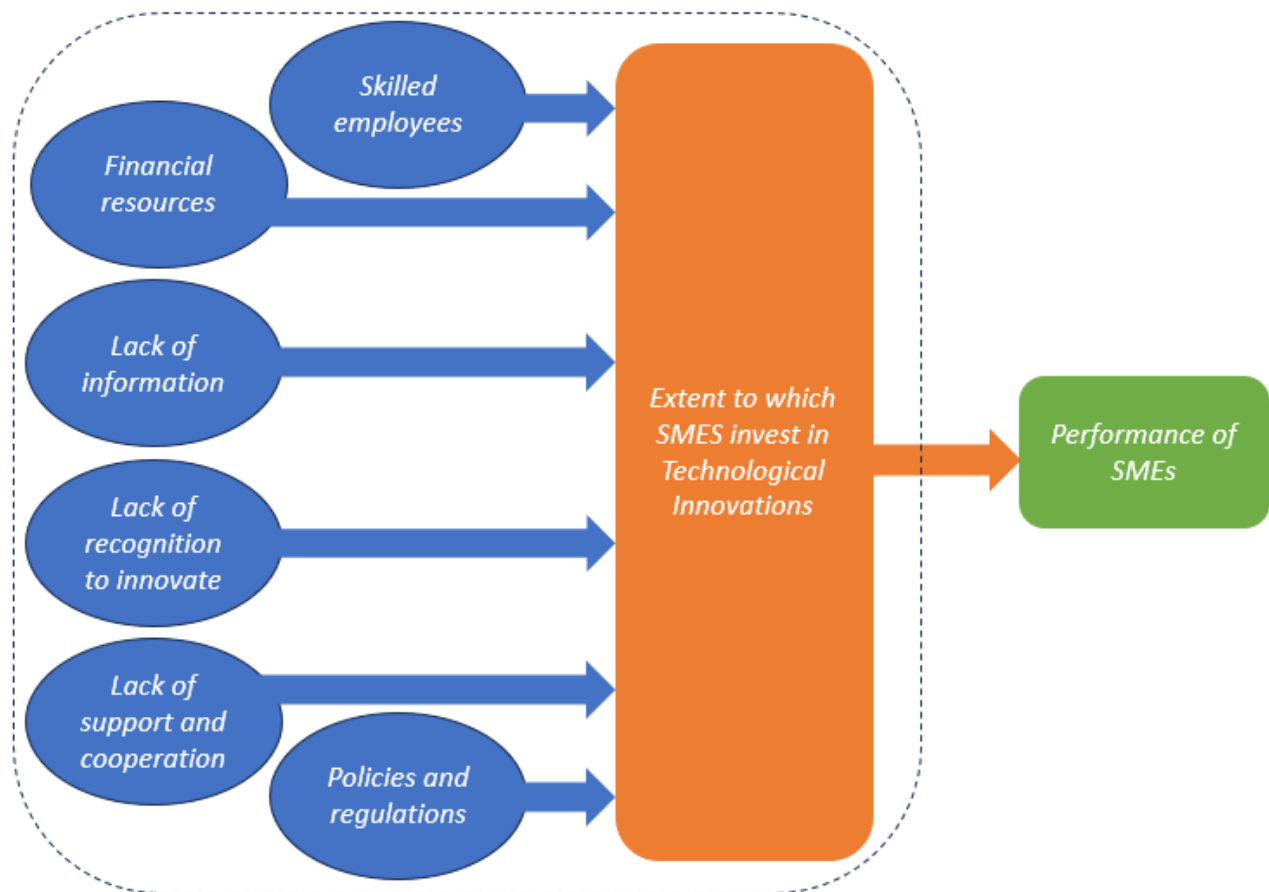 Skilled
employees
Financial
resources
Lack of
information
Lack of
recognition
to innovate
Lack of
support and
cooperation
Policies and
regulations
Extent to which
SMES invest in
Technological
Innovations
Performance of
SMEs